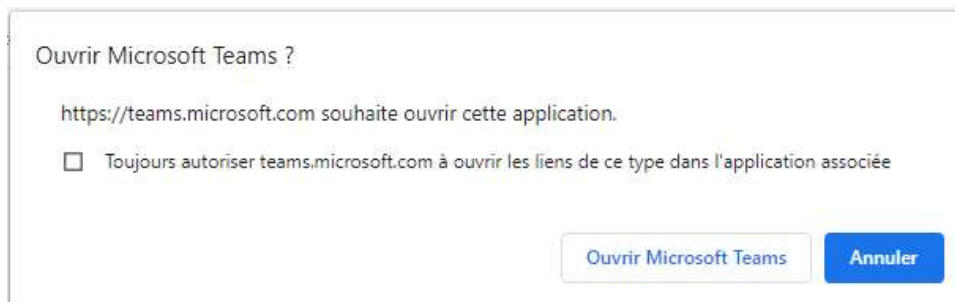 Ouvrir Microsoft Teams ?
https://teams.microsoft.com souhaite ouvrir cette application.
Toujours autoriser teams.microsoft.com à ouvrir les liens de ce type dans l'application associée
Ouvrir Microsoft Teams
Annuler